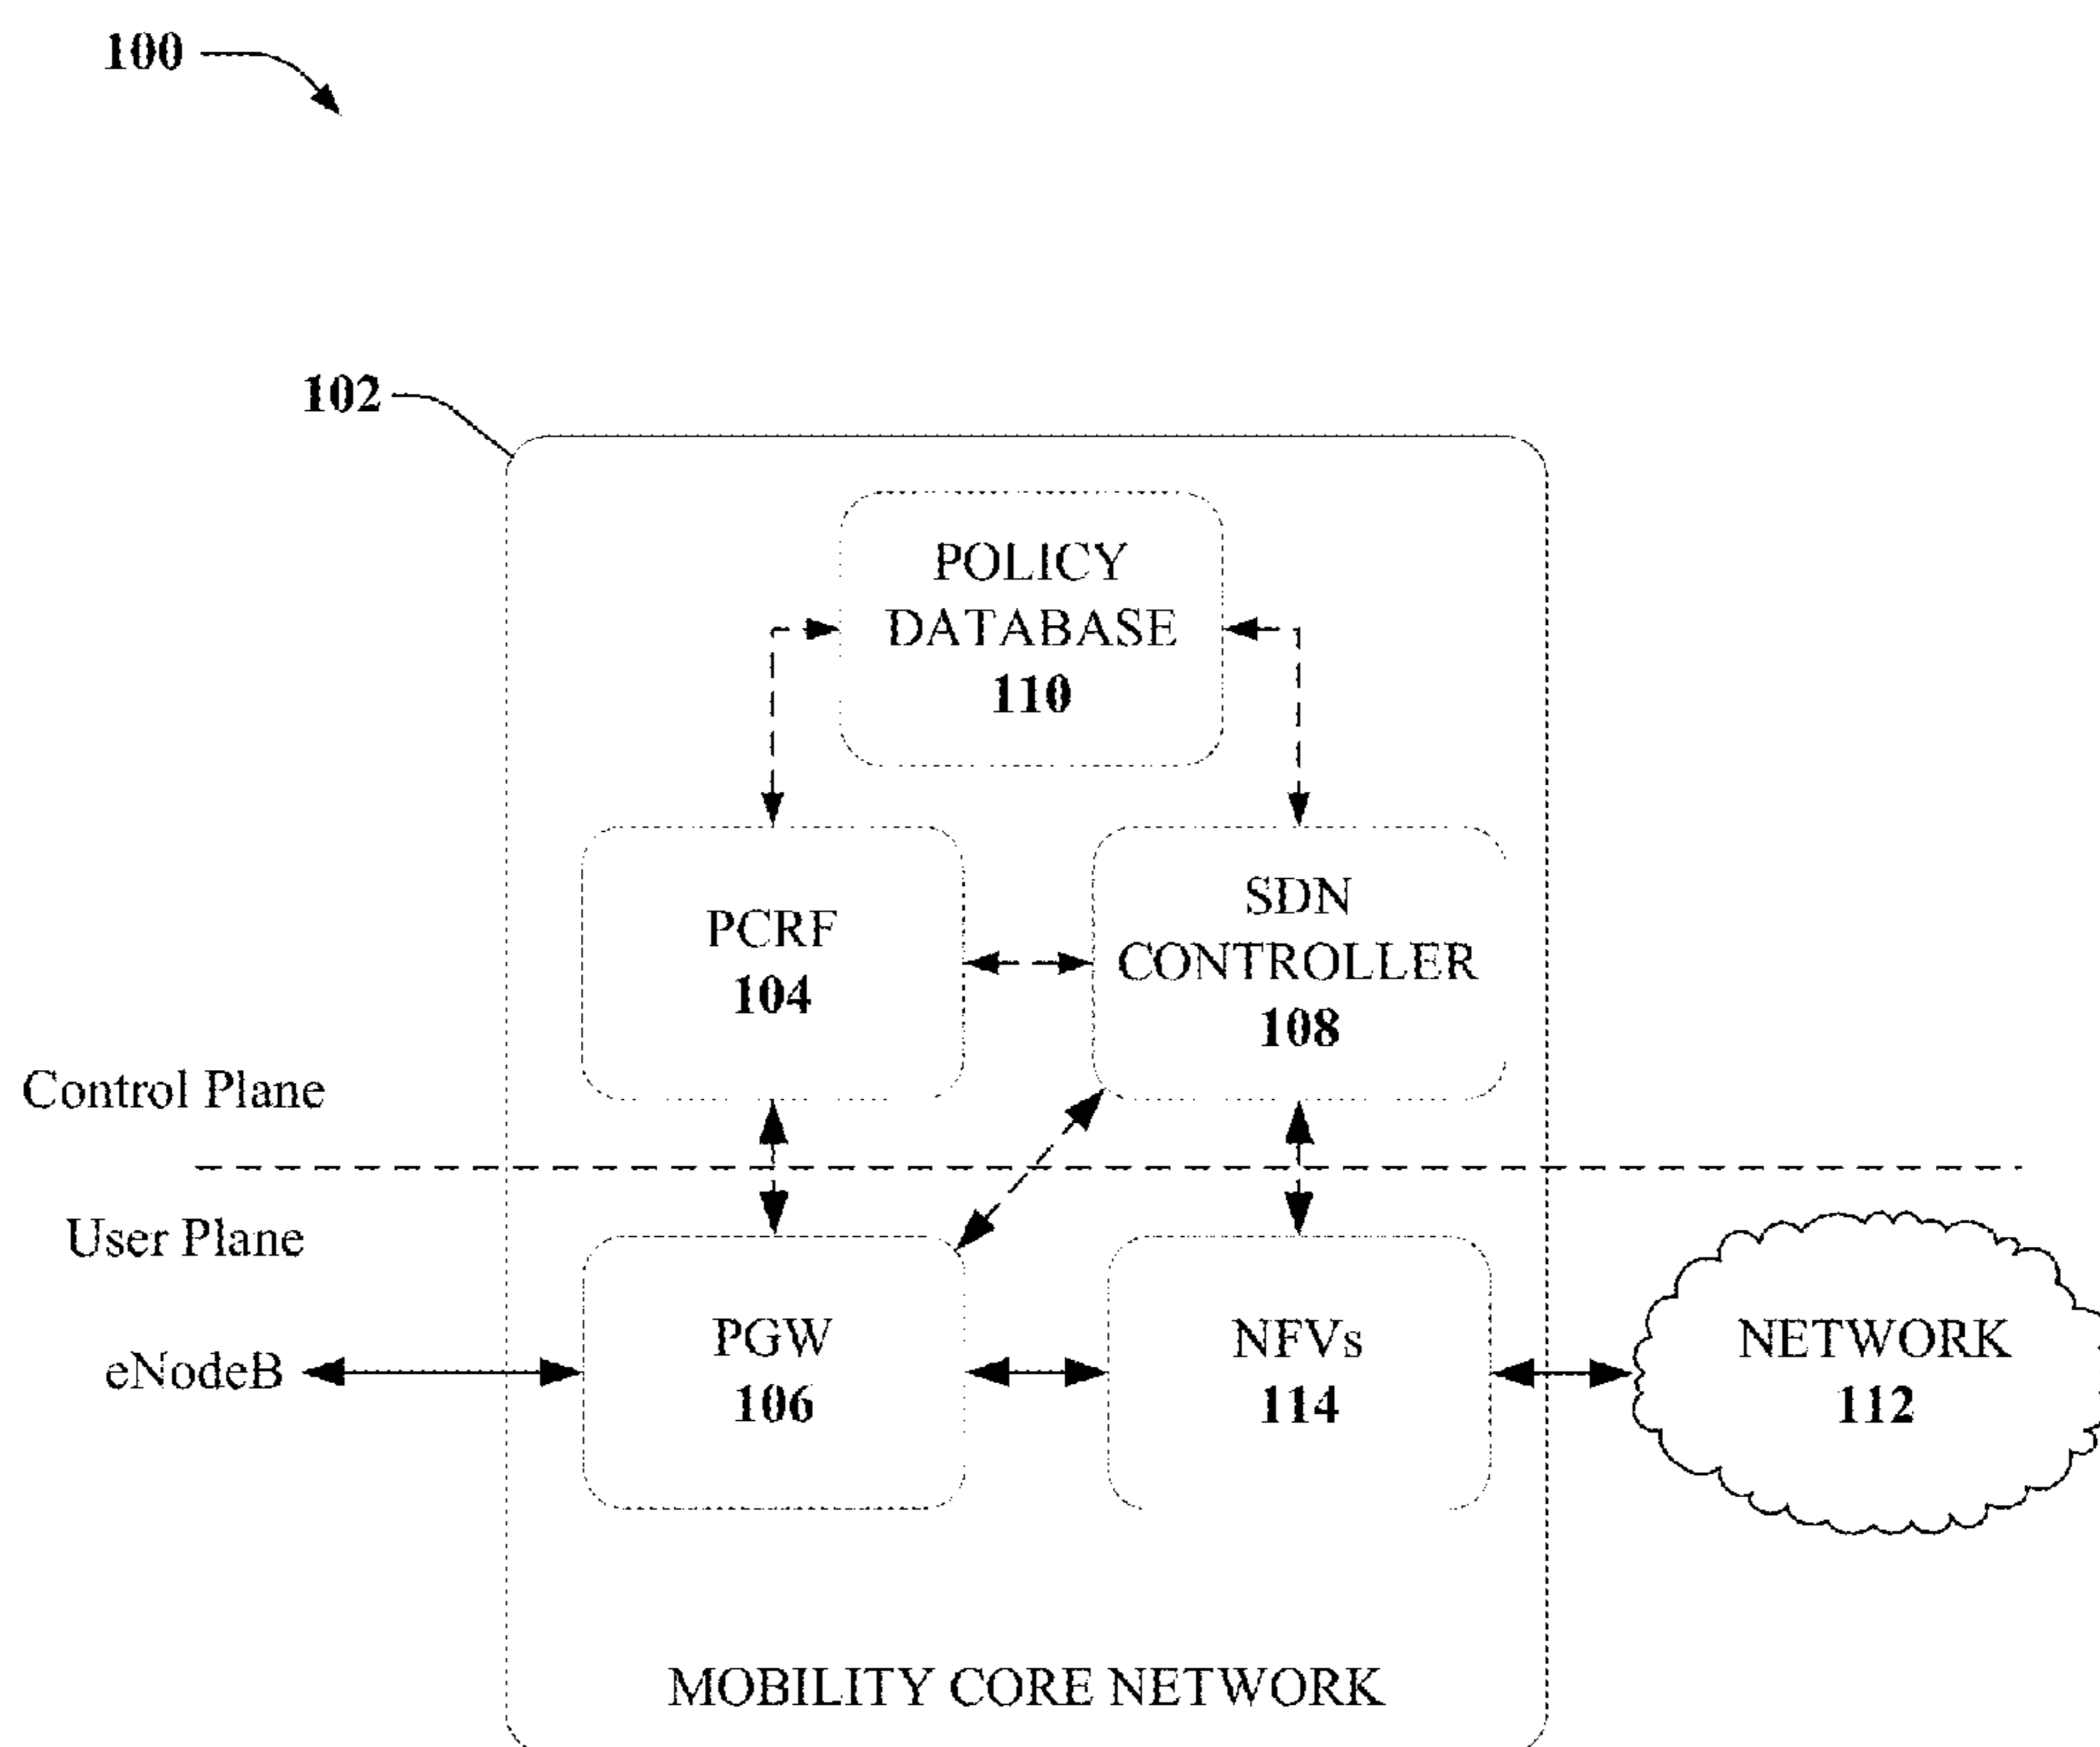 100
102
POLICY
DATABASE
110
PCRF
104
SDN
CONTROLLER
108
Control Plane
User Plane
eNodeB
PGW
106
NFVs
114
NETWORK
112
MOBILITY CORE NETWORK